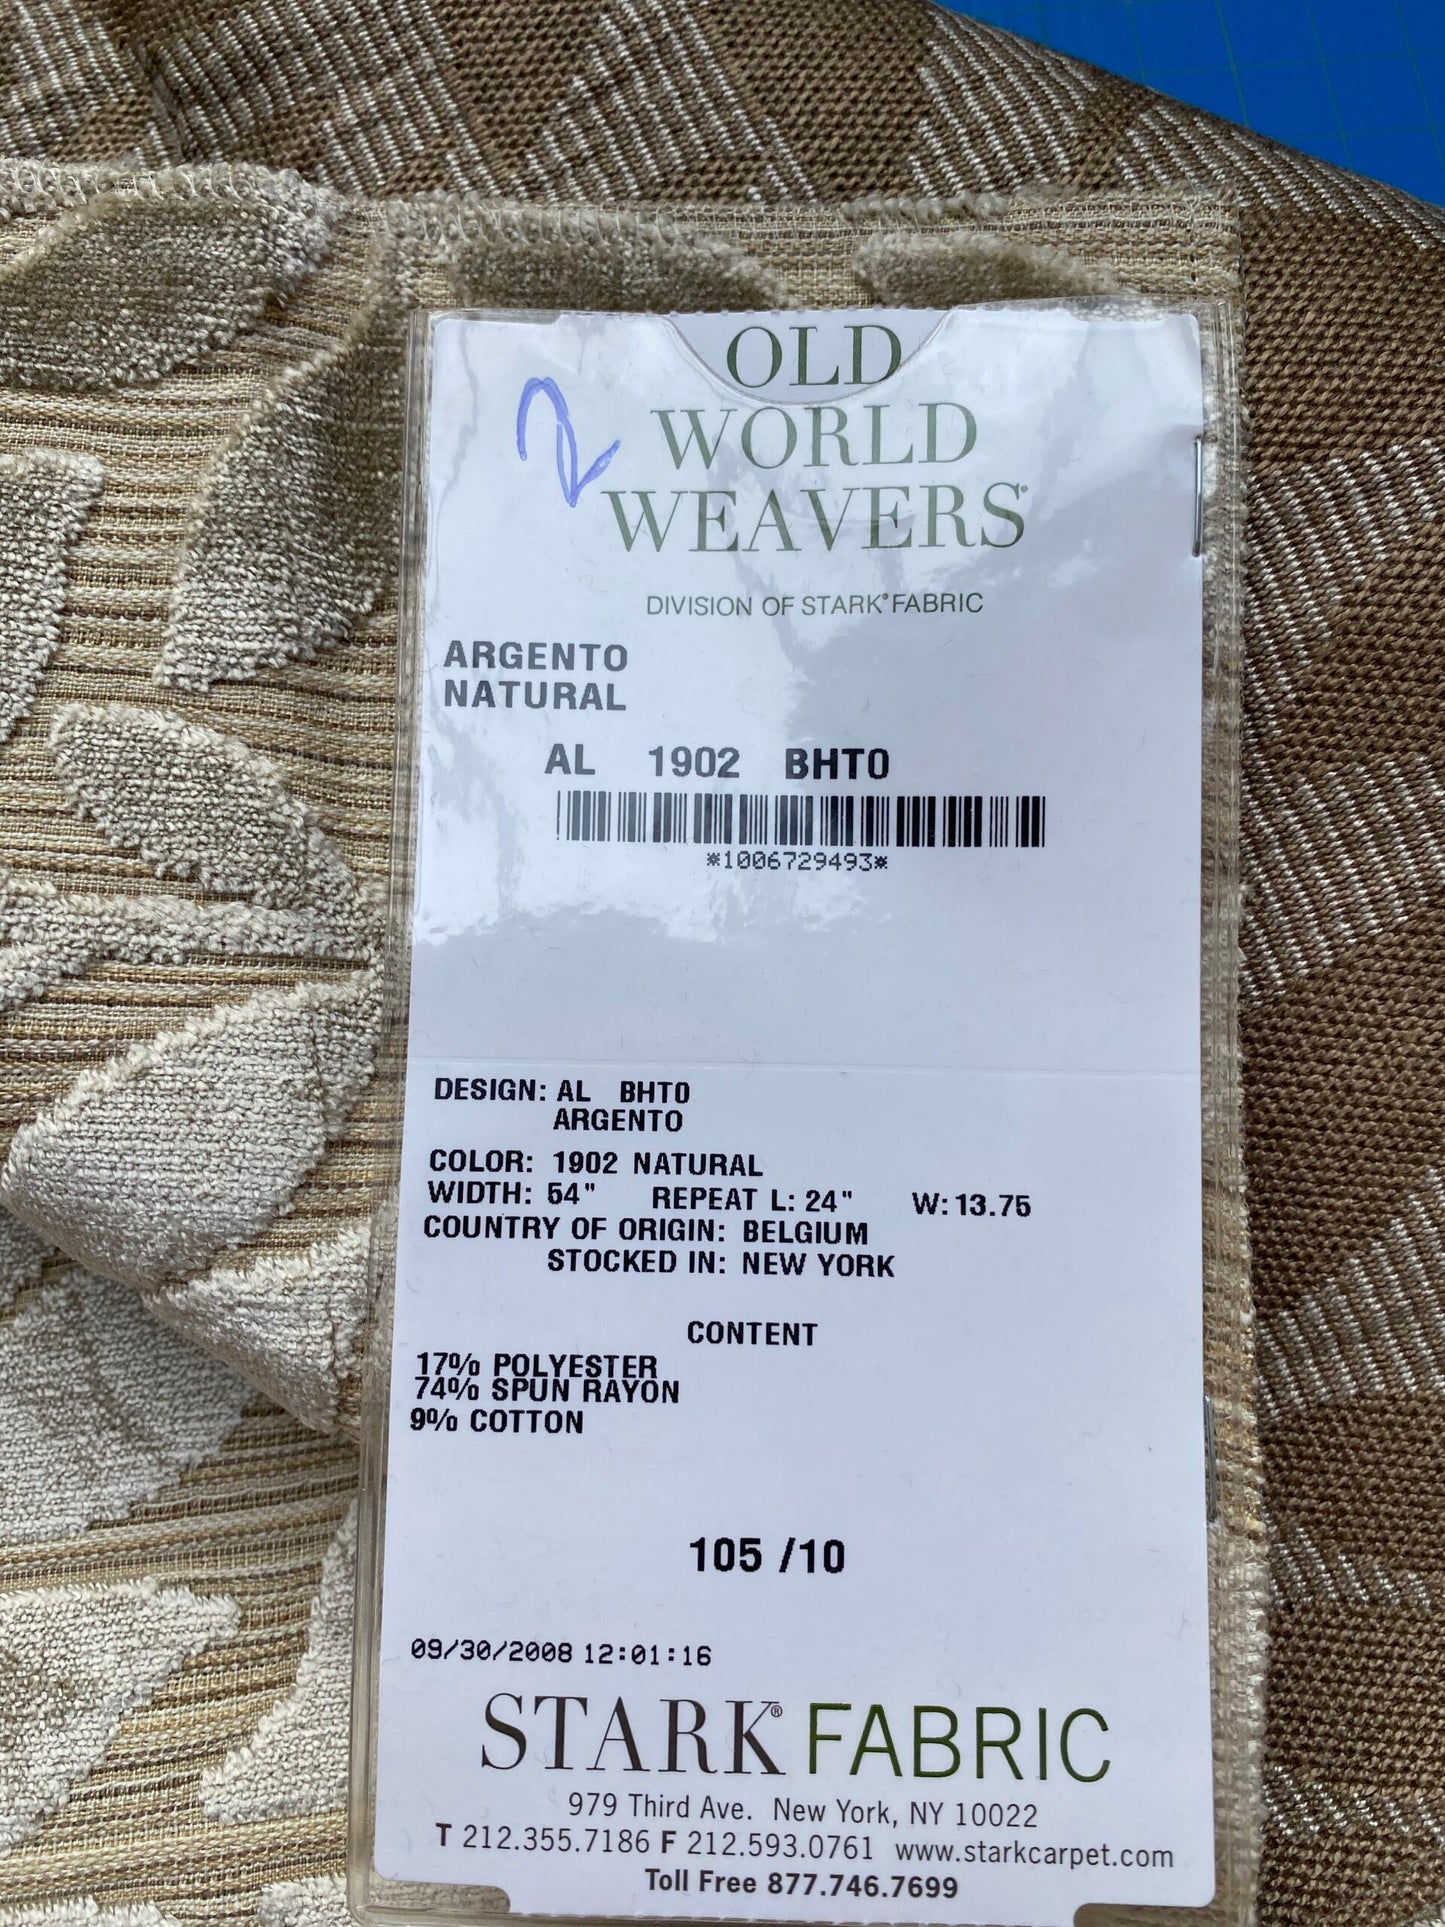 OLD
2
WORLD
WEAVERS®
DIVISION OF STARK® FABRIC
ARGENTO
NATURAL
AL 1902 BHT0
*1006729493*
DESIGN: AL BHT0
ARGENTO
COLOR: 1902 NATURAL
WIDTH: 54" REPEAT L: 24" W: 13.75
COUNTRY OF ORIGIN: BELGIUM
STOCKED IN: NEW YORK
CONTENT
17% POLYESTER
74% SPUN RAYON
9% COTTON
105 /10
09/30/2008 12:01:16
STARK® FABRIC
979 Third Ave. New York, NY 10022
T 212.355.7186 F 212.593.0761 www.starkcarpet.com
Toll Free 877.746.7699